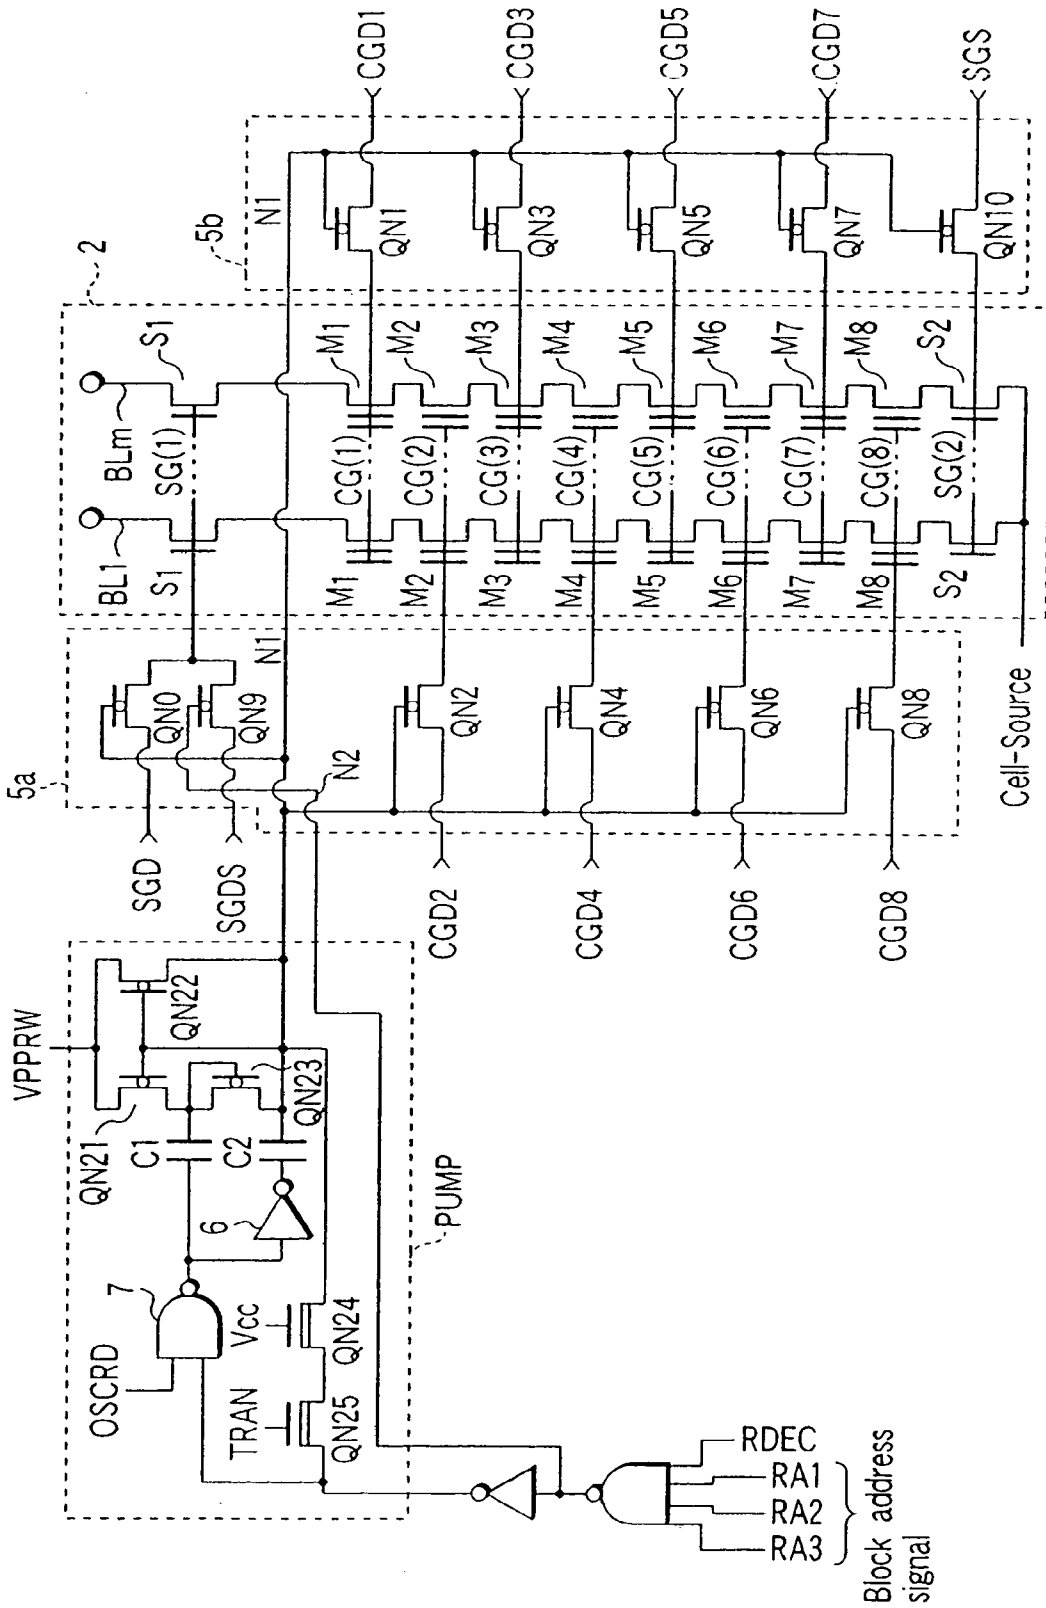 VPPRW
OSCRD
7
QN21
C1
QN22
C2
6
QN23
TRAN
Vcc
QN25
QN24
PUMP
RDEC
RA1
RA2
RA3
Block address
signal
5a
SGD
SGDS
QN0
QN9
N1
N2
CGD2
QN2
CGD4
QN4
CGD6
QN6
CGD8
QN8
2
BL1
BLm
S1
SG(1)
S1
M1
CG(1)
M1
M2
CG(2)
M2
M3
CG(3)
M3
M4
CG(4)
M4
M5
CG(5)
M5
M6
CG(6)
M6
M7
CG(7)
M7
M8
CG(8)
M8
S2
SG(2)
S2
Cell-Source
5b
N1
QN1
CGD1
QN3
CGD3
QN5
CGD5
QN7
CGD7
QN10
SGS